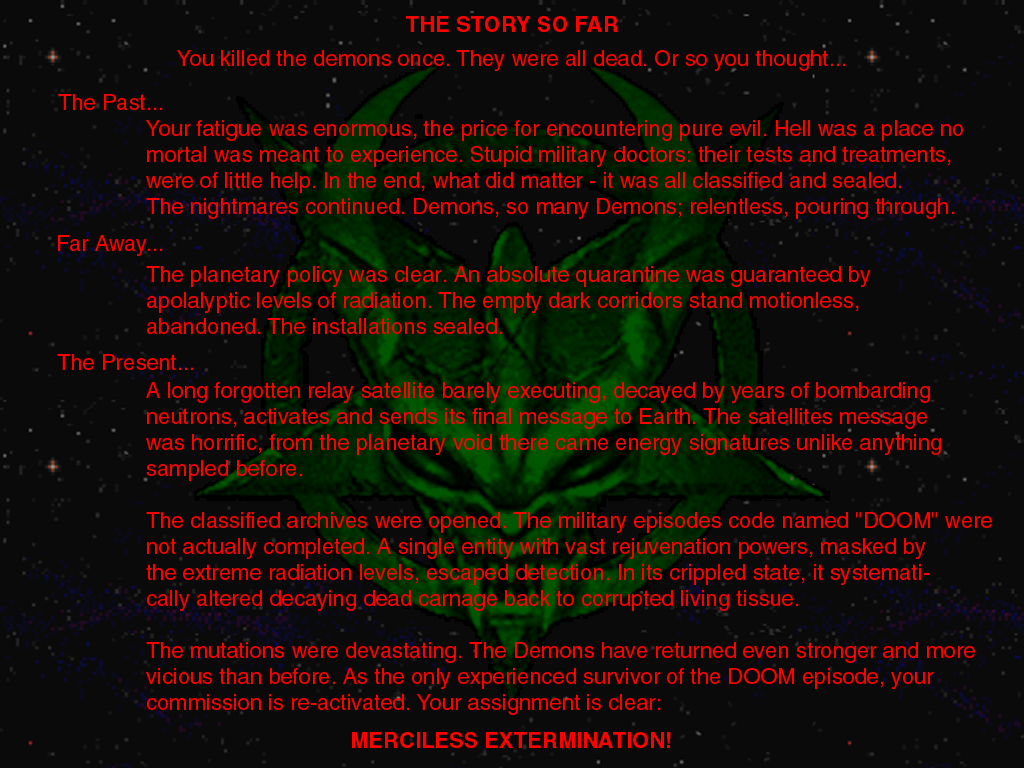 THE STORY SO FAR
You killed the demons once. They were all dead. Or so you thought...
The Past...
Your fatigue was enormous, the price for encountering pure evil. Hell was a place no
mortal was meant to experience. Stupid military doctors: their tests and treatments,
were of little help. In the end, what did matter - it was all classified and sealed.
The nightmares continued. Demons, so many Demons; relentless, pouring through.
Far Away...
The planetary policy was clear. An absolute quarantine was guaranteed by
apolalyptic levels of radiation. The empty dark corridors stand motionless,
abandoned. The installations sealed.
The Present...
A long forgotten relay satellite barely executing, decayed by years of bombarding
neutrons, activates and sends its final message to Earth. The satellites message
was horrific, from the planetary void there came energy signatures unlike anything
sampled before.
The classified archives were opened. The military episodes code named "DOOM" were
not actually completed. A single entity with vast rejuvenation powers, masked by
the extreme radiation levels, escaped detection. In its crippled state, it systemati-
cally altered decaying dead carnage back to corrupted living tissue.
The mutations were devastating. The Demons have returned even stronger and more
vicious than before. As the only experienced survivor of the DOOM episode, your
commission is re-activated. Your assignment is clear:
MERCILESS EXTERMINATION!